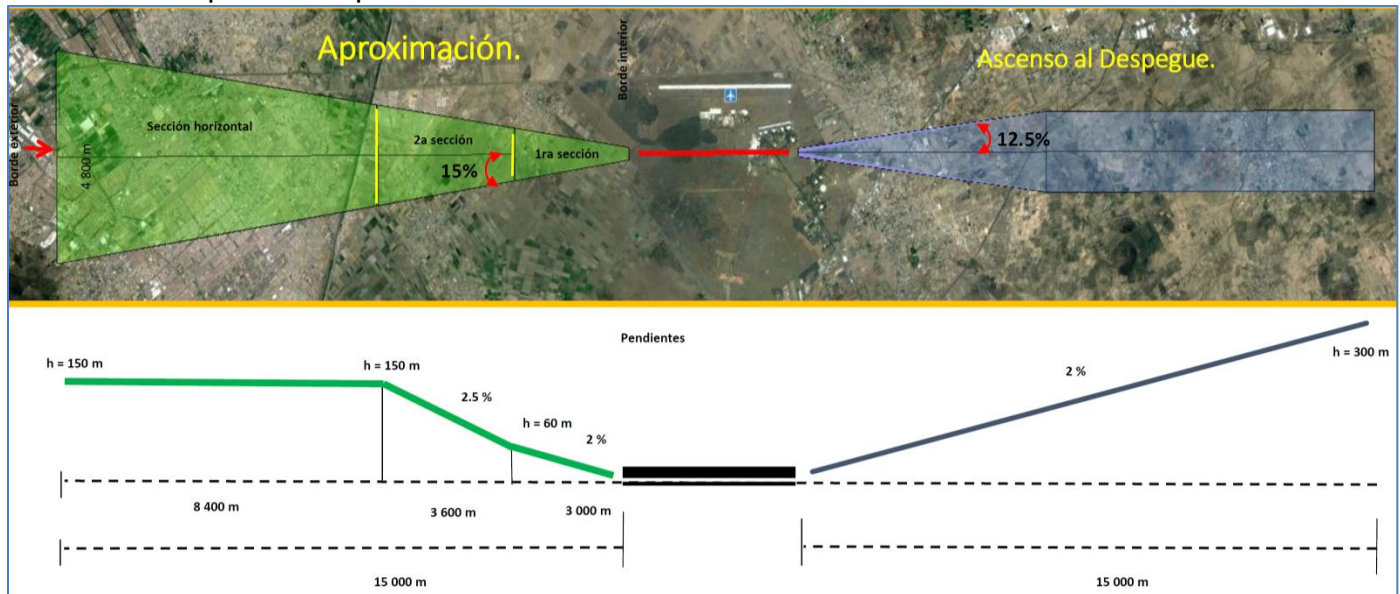 Aproximación.
Ascenso al Despegue.
Borde interior
Borde exterior
Sección horizontal
2a sección
1ra sección
15%
12.5%
4 800 m
Pendientes
h = 150 m
h = 150 m
2.5 %
h = 60 m
2 %
2 %
h = 300 m
8 400 m
3 600 m
3 000 m
15 000 m
15 000 m